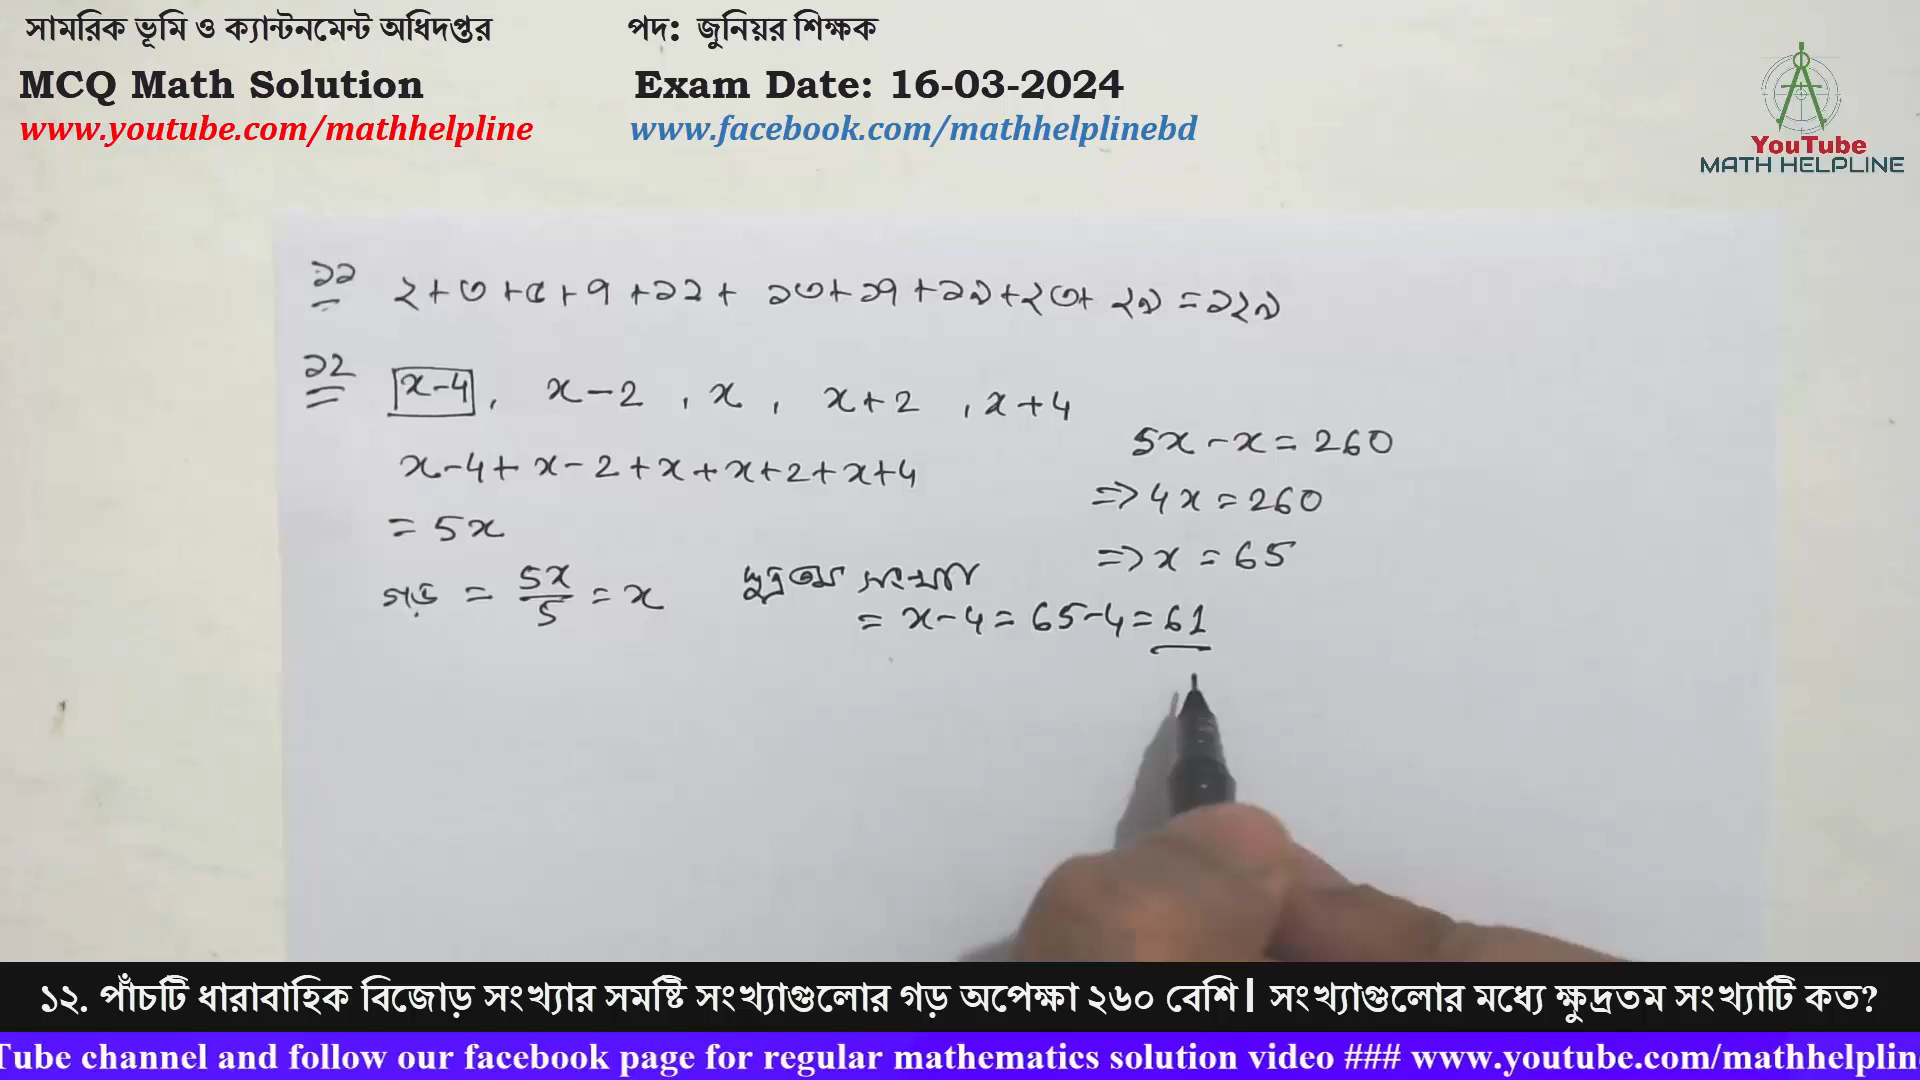 সামরিক ভূমি ও ক্যান্টনমেন্ট অধিদপ্তর
পদ: জুনিয়র শিক্ষক
MCQ Math Solution
Exam Date: 16-03-2024
www.youtube.com/mathhelpline
www.facebook.com/mathhelplinebd
YouTube
MATH HELPLINE
১১ ২+৩+৫+৭+১১+ ১৩+১৭+১৯+২৩+ ২৯ = ১২৯
১২ x-4, x-2, x, x+2, x+4
x-4+x-2+x+x+2+x+4
= 5x
গড় = 5x/5 = x
5x-x = 260
=> 4x = 260
=> x = 65
ক্ষুদ্রতম সংখ্যা
= x-4 = 65-4 = 61
১২. পাঁচটি ধারাবাহিক বিজোড় সংখ্যার সমষ্টি সংখ্যাগুলোর গড় অপেক্ষা ২৬০ বেশি। সংখ্যাগুলোর মধ্যে ক্ষুদ্রতম সংখ্যাটি কত?
Tube channel and follow our facebook page for regular mathematics solution video ### www.youtube.com/mathhelplin